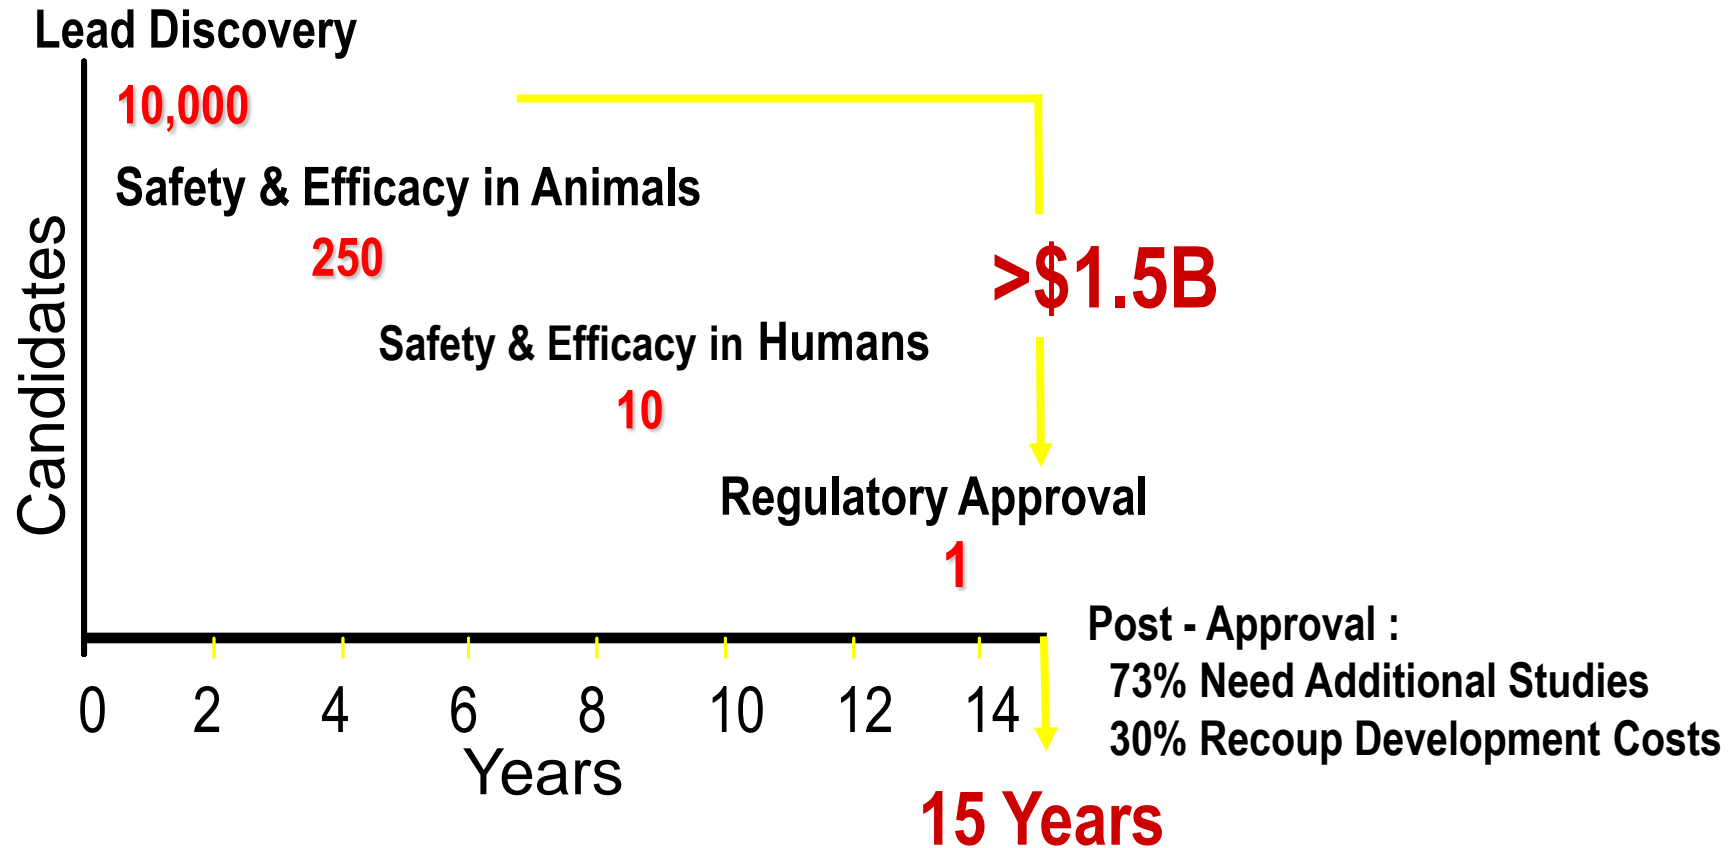 Lead Discovery
10,000
Safety & Efficacy in Animals
250
>$1.5B
Safety & Efficacy in Humans
10
Regulatory Approval
1
Candidates
0 2 4 6 8 10 12 14
Years
15 Years
Post - Approval :
73% Need Additional Studies
30% Recoup Development Costs